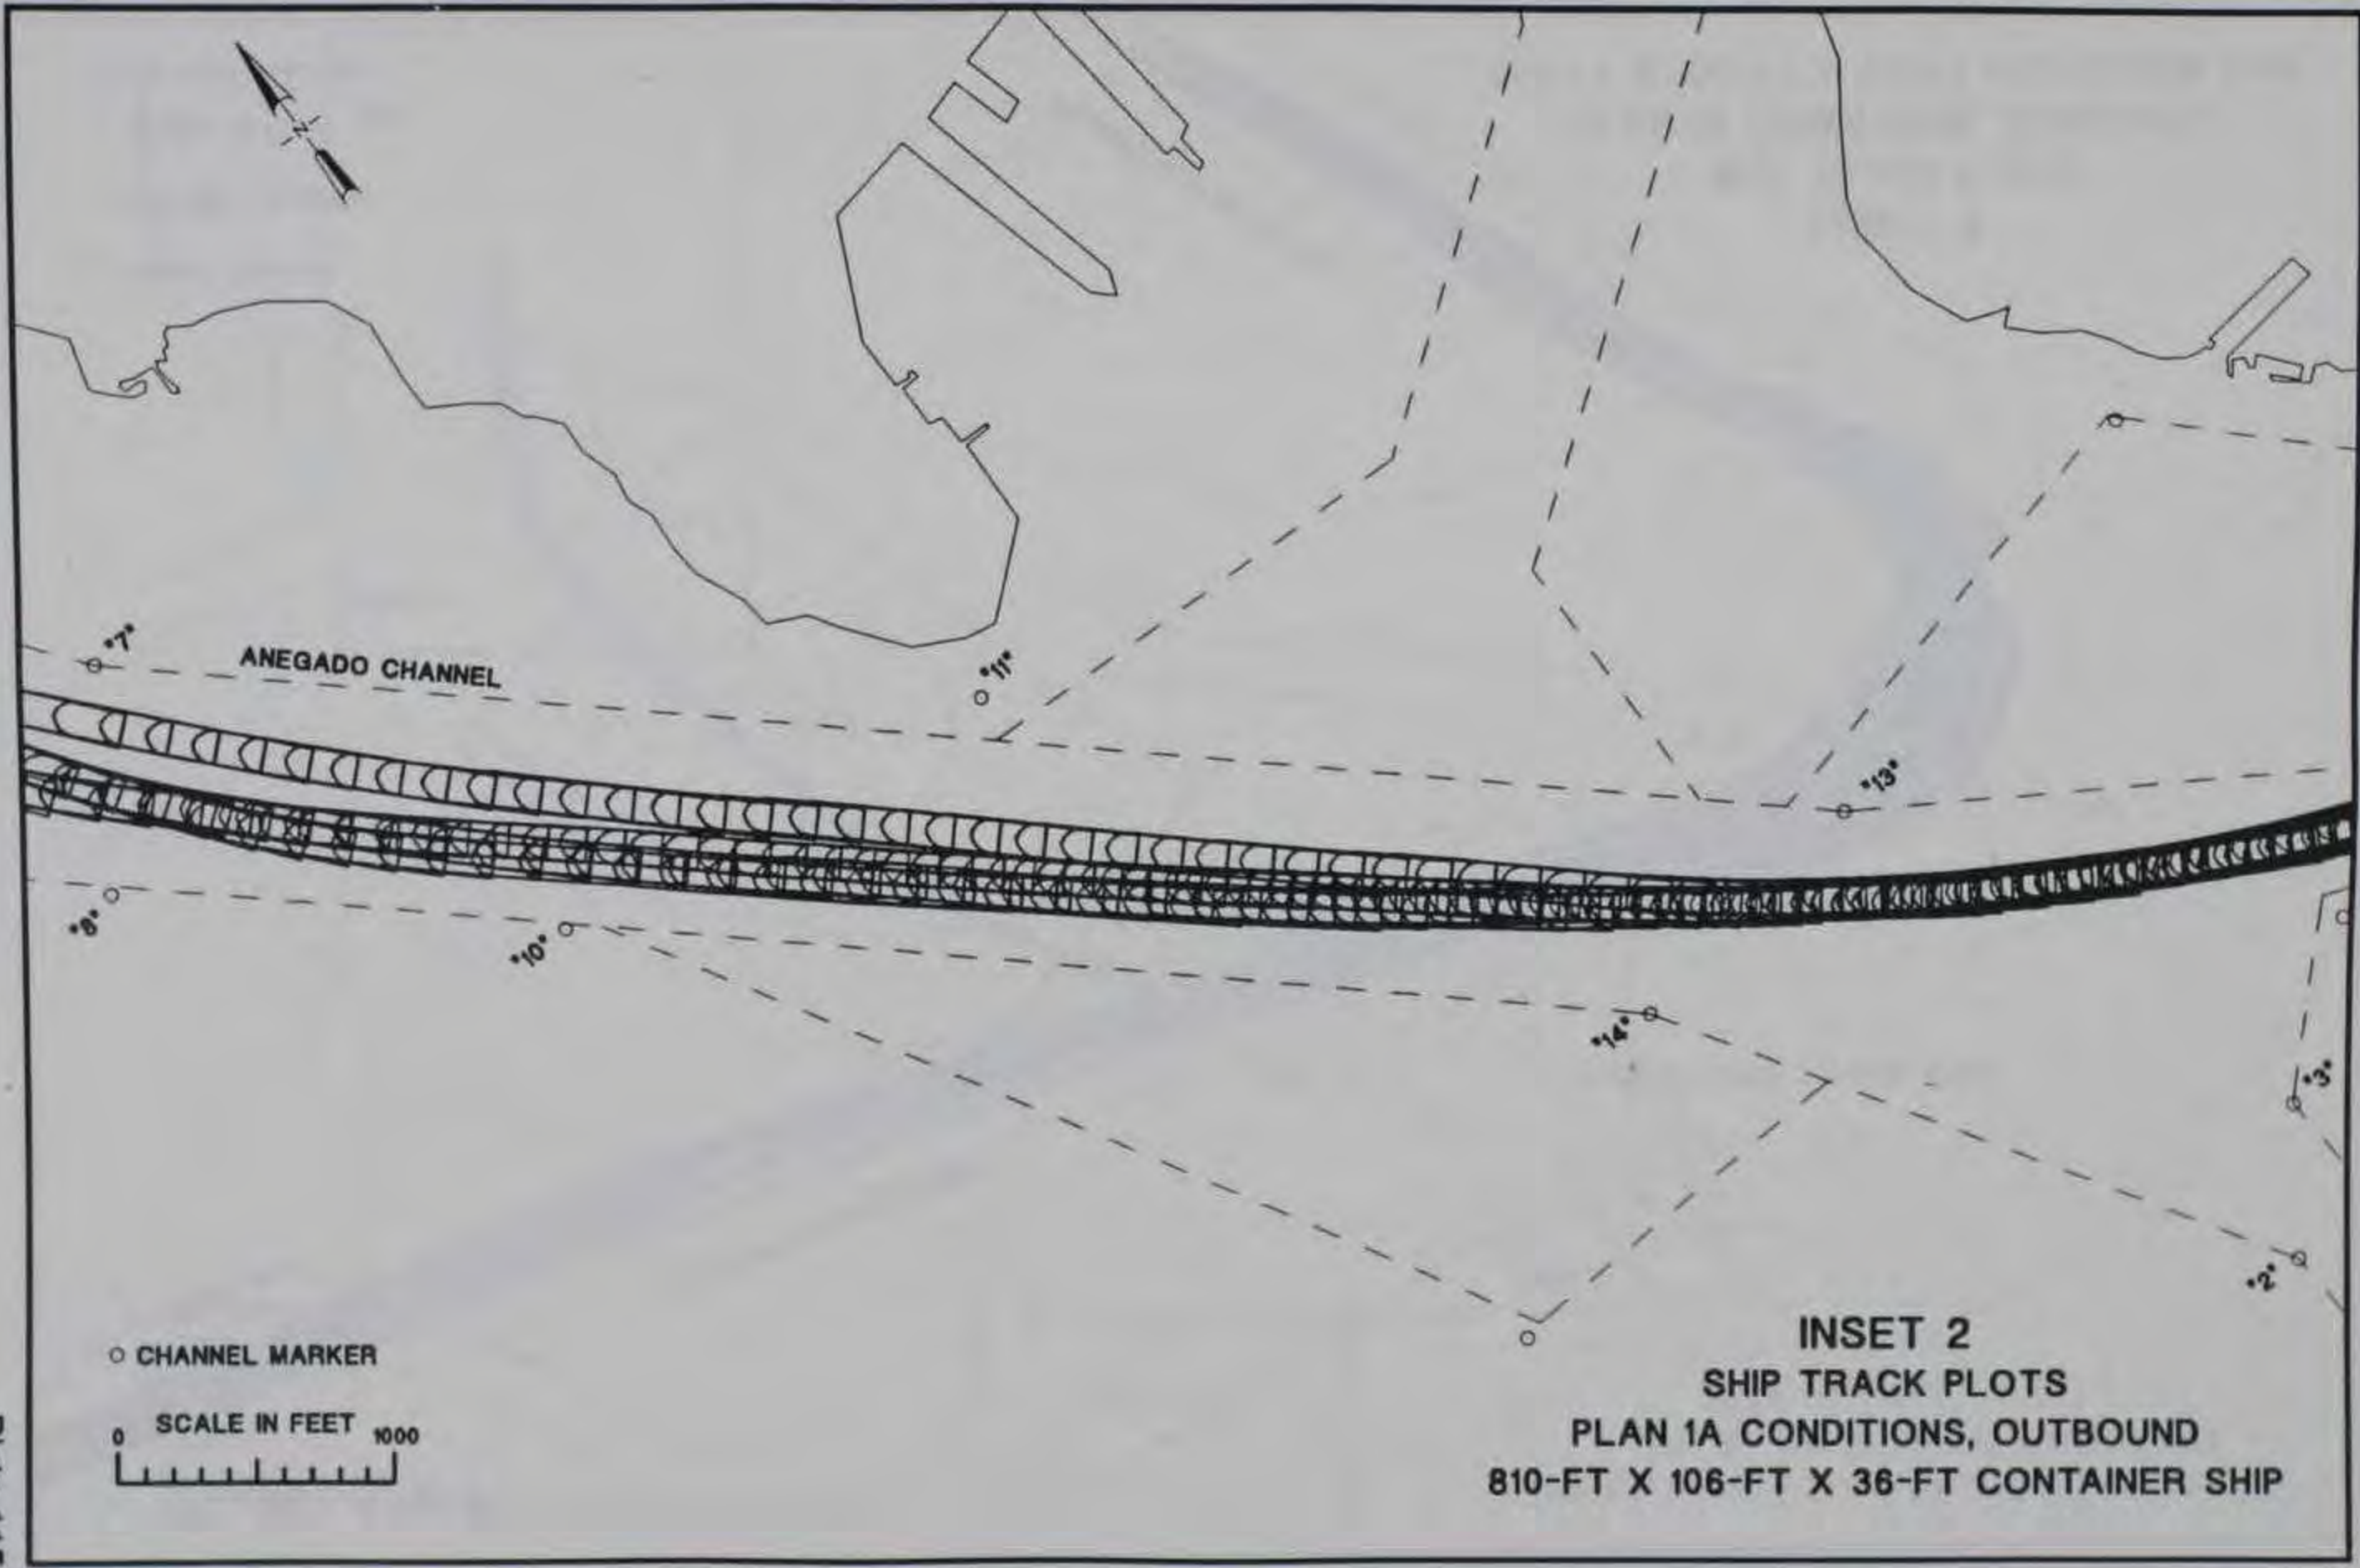 N
"7"
ANEGADO CHANNEL
"11"
"13"
"10"
"14"
"3"
"2"
CHANNEL MARKER
SCALE IN FEET
0 1000
INSET 2
SHIP TRACK PLOTS
PLAN 1A CONDITIONS, OUTBOUND
810-FT X 106-FT X 36-FT CONTAINER SHIP